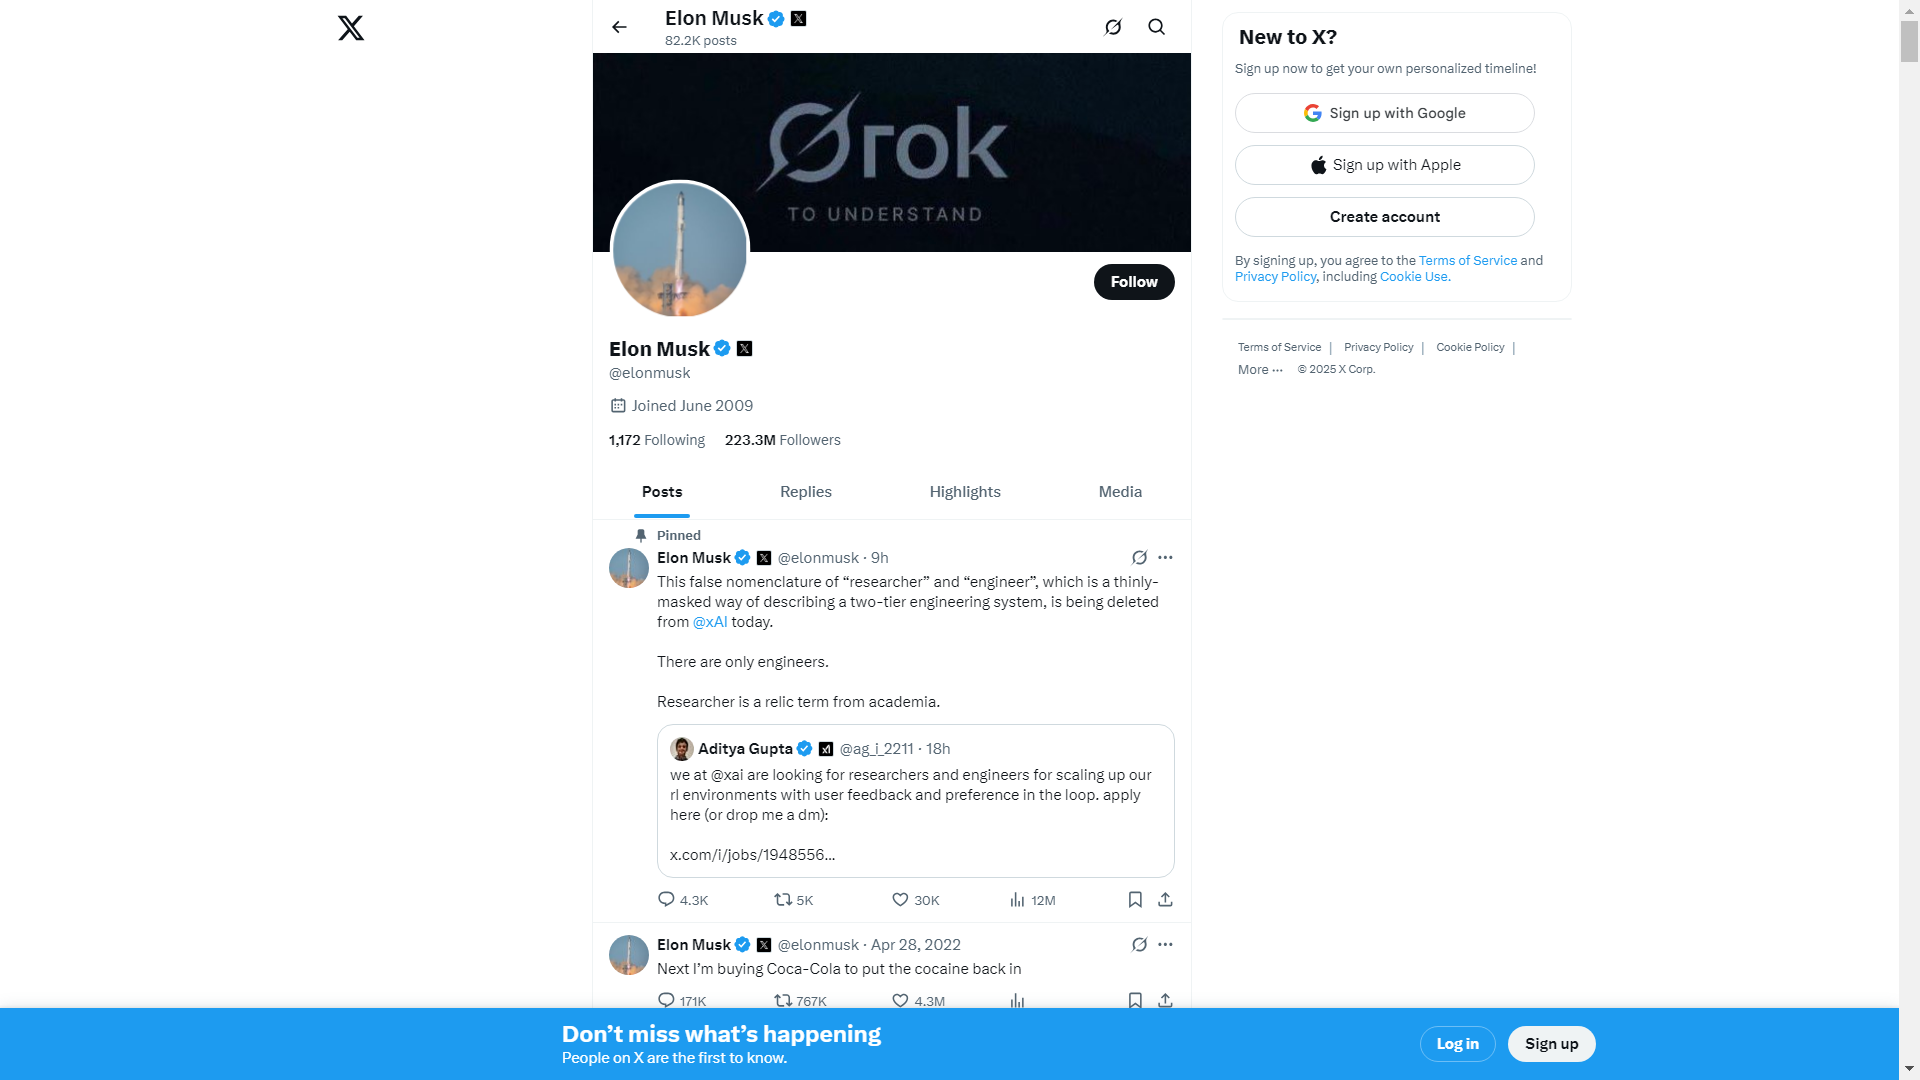 Elon Musk
82.2K posts
Ørok
TO UNDERSTAND
Follow
Elon Musk
@elonmusk
Joined June 2009
1,172 Following 223.3M Followers
Posts Replies Highlights Media
Pinned
Elon Musk @elonmusk · 9h
This false nomenclature of “researcher” and “engineer”, which is a thinly-
masked way of describing a two-tier engineering system, is being deleted
from @xAI today.
There are only engineers.
Researcher is a relic term from academia.
Aditya Gupta @ag_i_2211 · 18h
we at @xai are looking for researchers and engineers for scaling up our
rl environments with user feedback and preference in the loop. apply
here (or drop me a dm):
x.com/i/jobs/1948556…
4.3K 5K 30K 12M
Elon Musk @elonmusk · Apr 28, 2022
Next I’m buying Coca-Cola to put the cocaine back in
171K 767K 4.3M
New to X?
Sign up now to get your own personalized timeline!
Sign up with Google
Sign up with Apple
Create account
By signing up, you agree to the Terms of Service and
Privacy Policy, including Cookie Use.
Terms of Service | Privacy Policy | Cookie Policy |
More ··· © 2025 X Corp.
Don’t miss what’s happening
People on X are the first to know.
Log in
Sign up